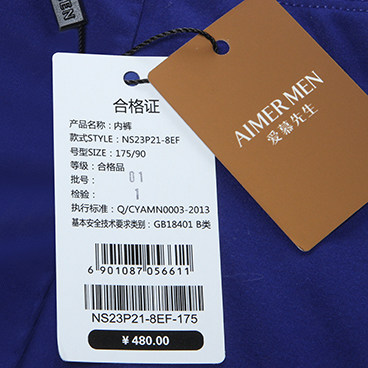 合格证
产品名称：内裤
款式STYLE：NS23P21-8EF
号型SIZE：175/90
等级：合格品
批号：01
检验：1
执行标准：Q/CYAMN0003-2013
基本安全技术要求类别：GB18401 B类
6 901087 056611
NS23P21-8EF-175
¥480.00
AIMER MEN
爱慕先生